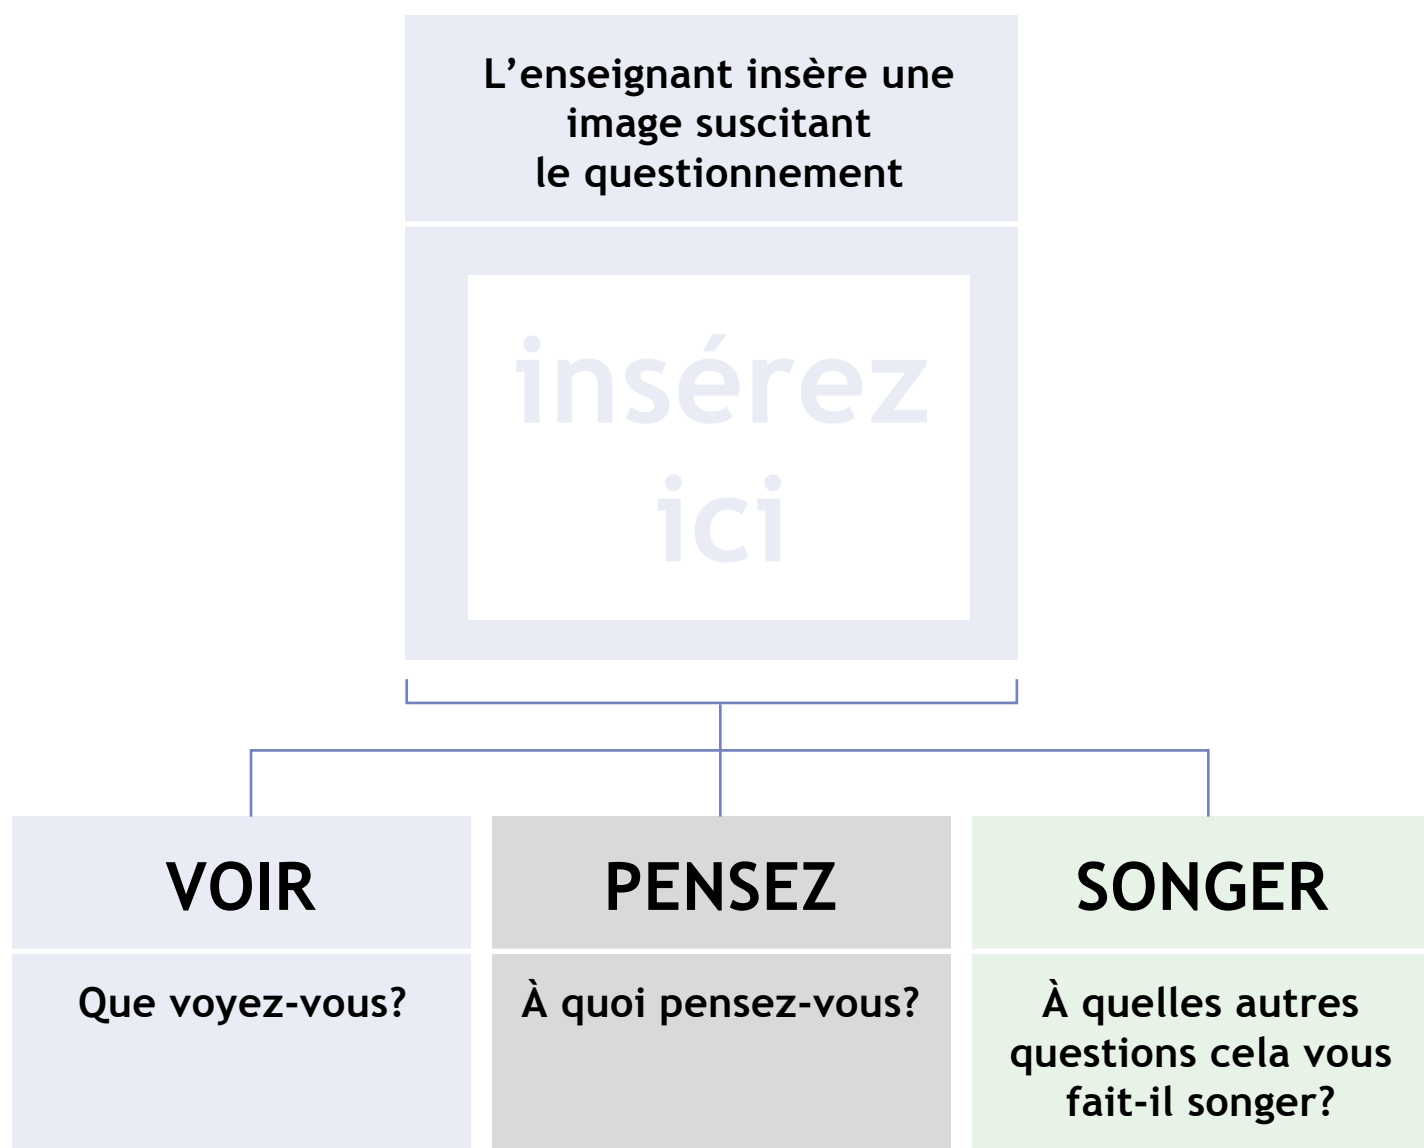 L’enseignant insère une
image suscitant
le questionnement
insérez
ici
VOIR
PENSEZ
SONGER
Que voyez-vous?
À quoi pensez-vous?
À quelles autres
questions cela vous
fait-il songer?